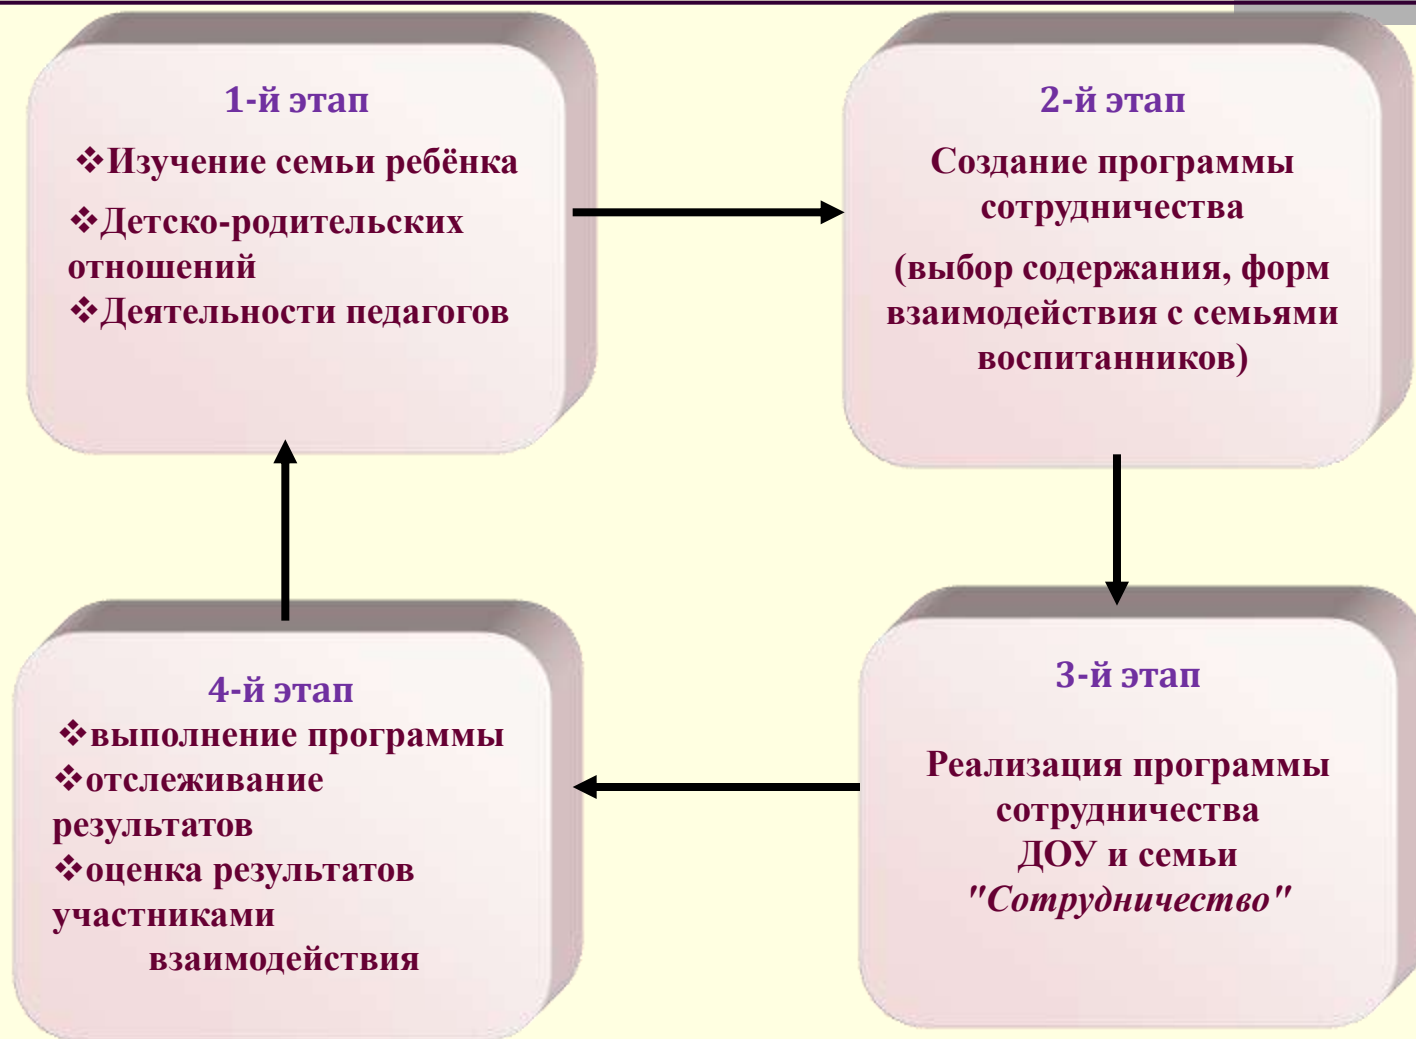 1-й этап
❖Изучение семьи ребёнка
❖Детско-родительских
отношений
❖Деятельности педагогов
2-й этап
Создание программы
сотрудничества
(выбор содержания, форм
взаимодействия с семьями
воспитанников)
3-й этап
Реализация программы
сотрудничества
ДОУ и семьи
"Сотрудничество"
4-й этап
❖выполнение программы
❖отслеживание
результатов
❖оценка результатов
участниками
взаимодействия